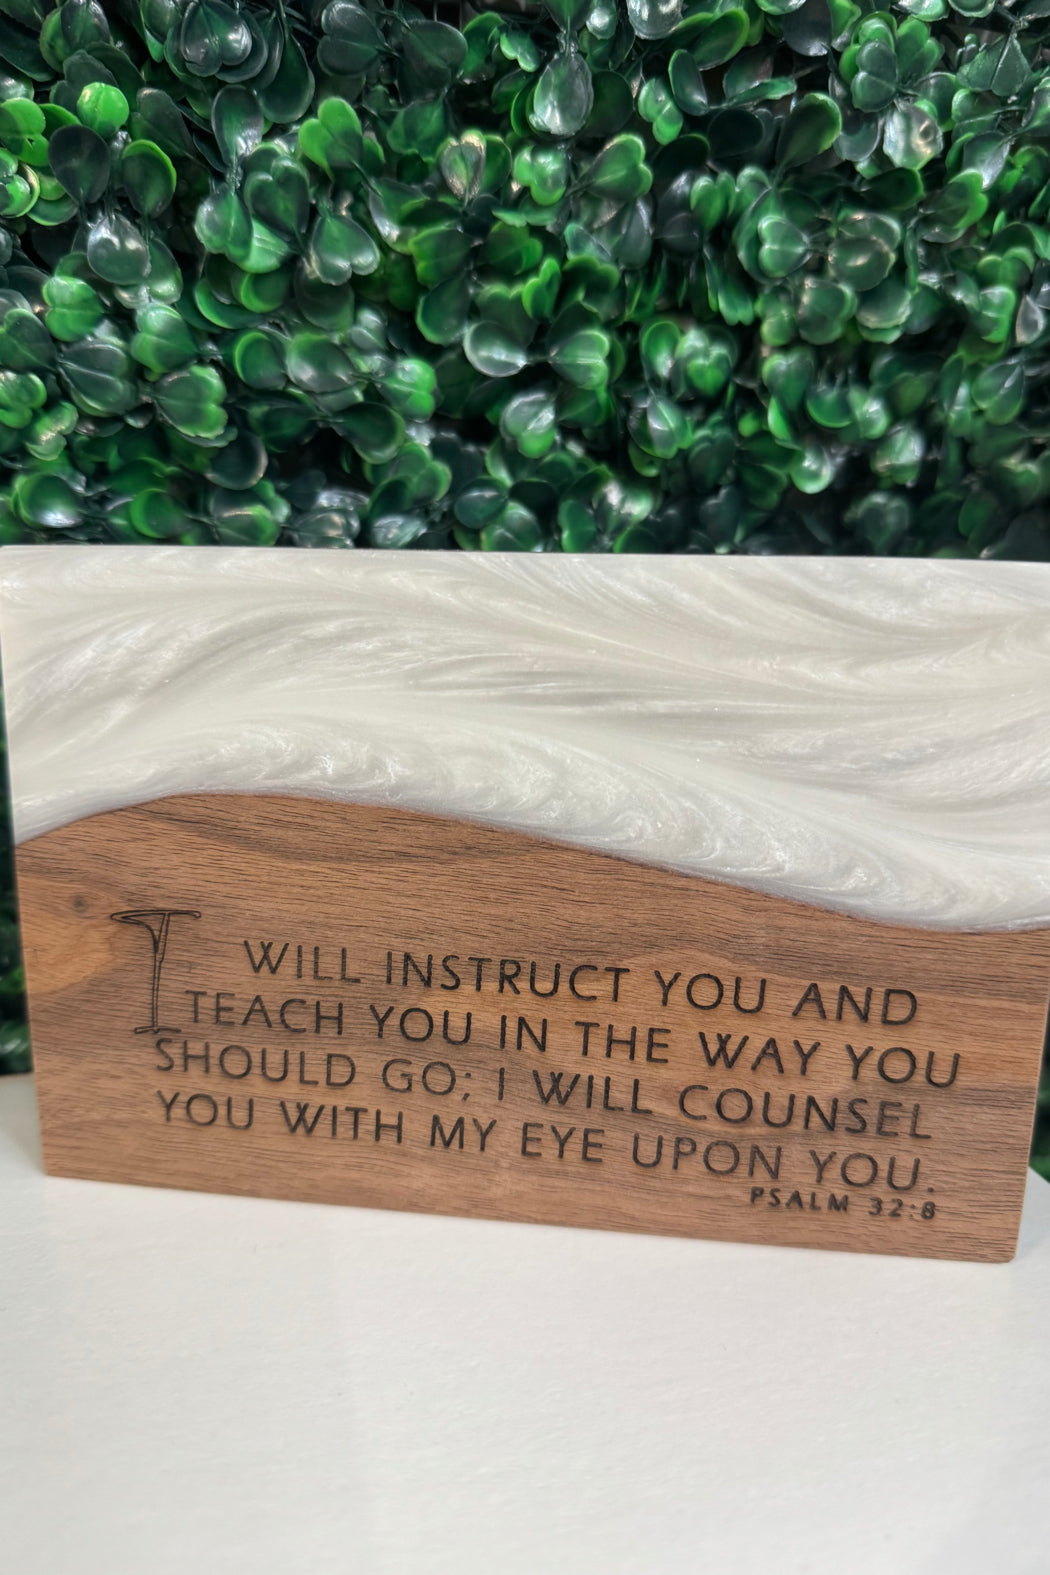 I WILL INSTRUCT YOU AND
TEACH YOU IN THE WAY YOU
SHOULD GO; I WILL COUNSEL
YOU WITH MY EYE UPON YOU.
PSALM 32:8